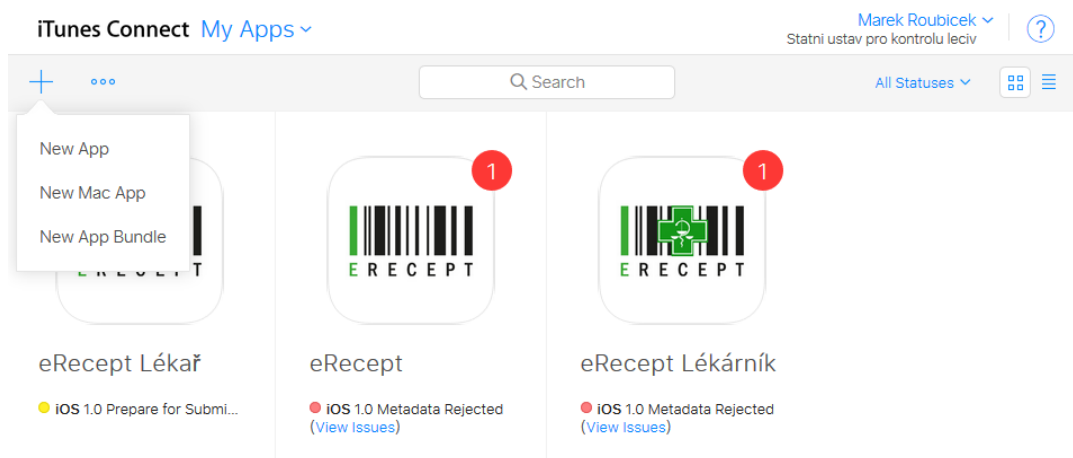 iTunes Connect My Apps
Marek Roubicek
Statni ustav pro kontrolu leciv
?
Search
All Statuses
New App
New Mac App
New App Bundle
1
1
ERECEPT
ERECEPT
eRecept Lékař
eRecept
eRecept Lékárník
iOS 1.0 Prepare for Submi...
iOS 1.0 Metadata Rejected
(View Issues)
iOS 1.0 Metadata Rejected
(View Issues)